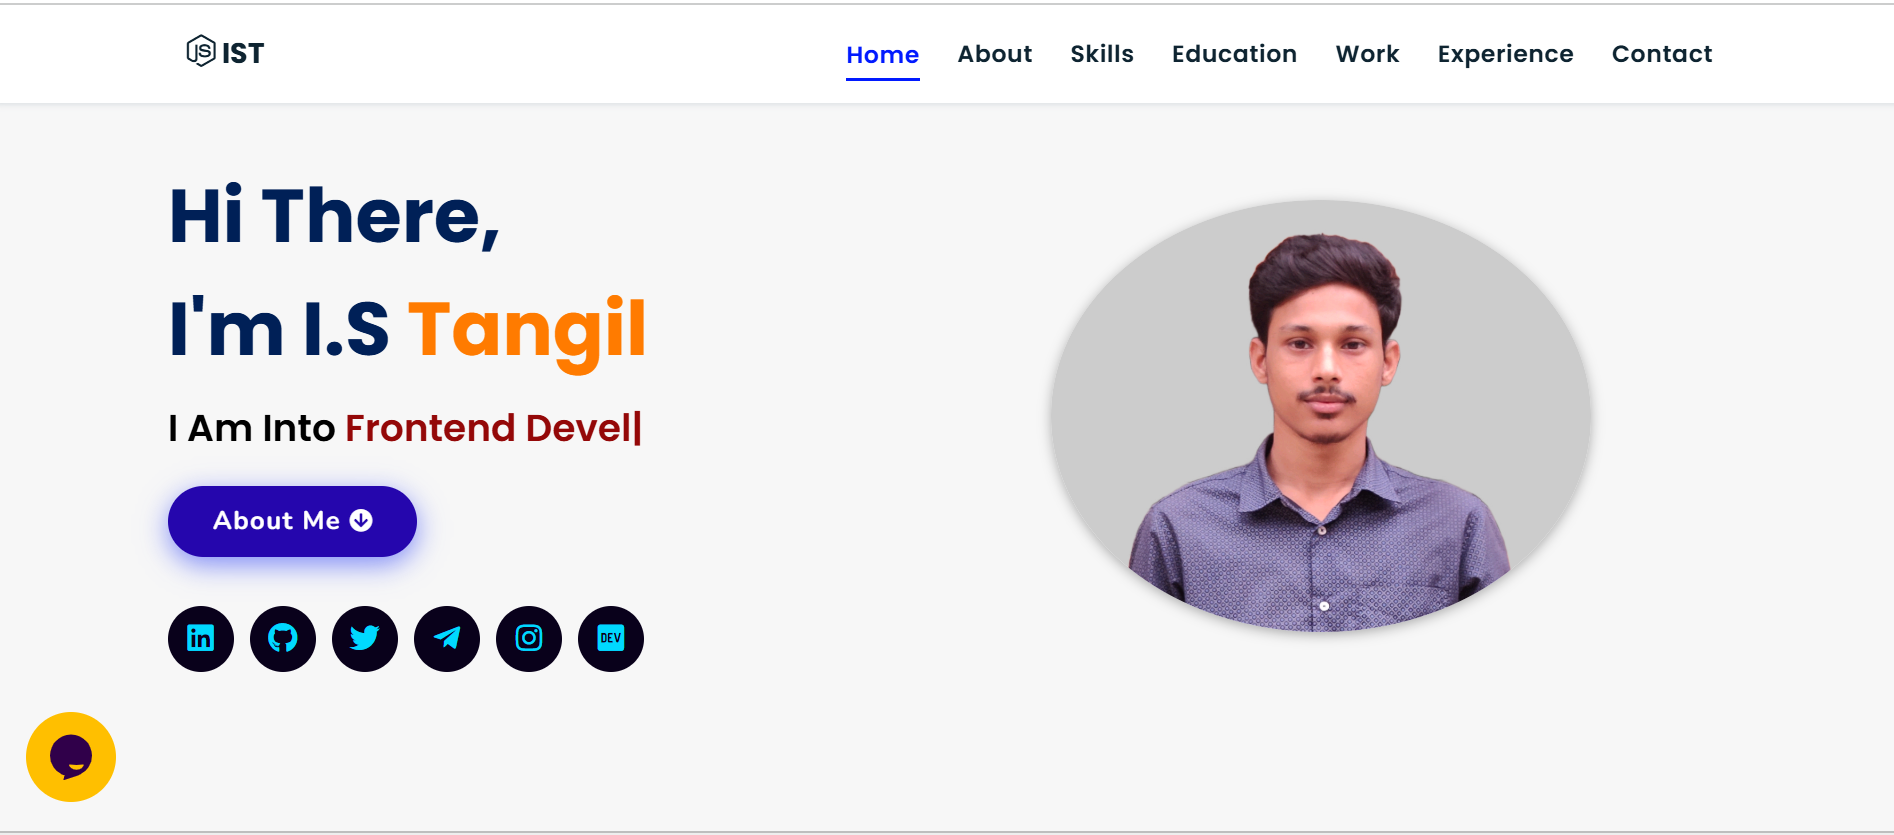 JS IST
Home About Skills Education Work Experience Contact
Hi There,
I'm I.S Tangil
I Am Into Frontend Devel|
About Me
in
DEV